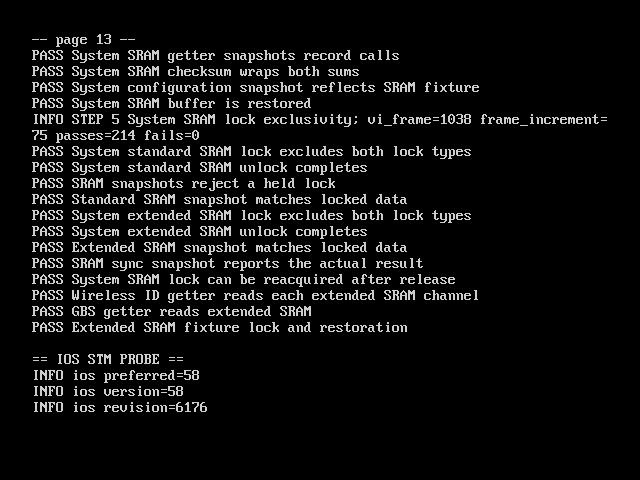 -- page 13 --
PASS System SRAM getter snapshots record calls
PASS System SRAM checksum wraps both sums
PASS System configuration snapshot reflects SRAM fixture
PASS System SRAM buffer is restored
INFO STEP 5 System SRAM lock exclusivity; vi_frame=1038 frame_increment=
75 passes=214 fails=0
PASS System standard SRAM lock excludes both lock types
PASS System standard SRAM unlock completes
PASS SRAM snapshots reject a held lock
PASS Standard SRAM snapshot matches locked data
PASS System extended SRAM lock excludes both lock types
PASS System extended SRAM unlock completes
PASS Extended SRAM snapshot matches locked data
PASS SRAM sync snapshot reports the actual result
PASS System SRAM lock can be reacquired after release
PASS Wireless ID getter reads each extended SRAM channel
PASS GBS getter reads extended SRAM
PASS Extended SRAM fixture lock and restoration
== IOS STM PROBE ==
INFO ios preferred=58
INFO ios version=58
INFO ios revision=6176